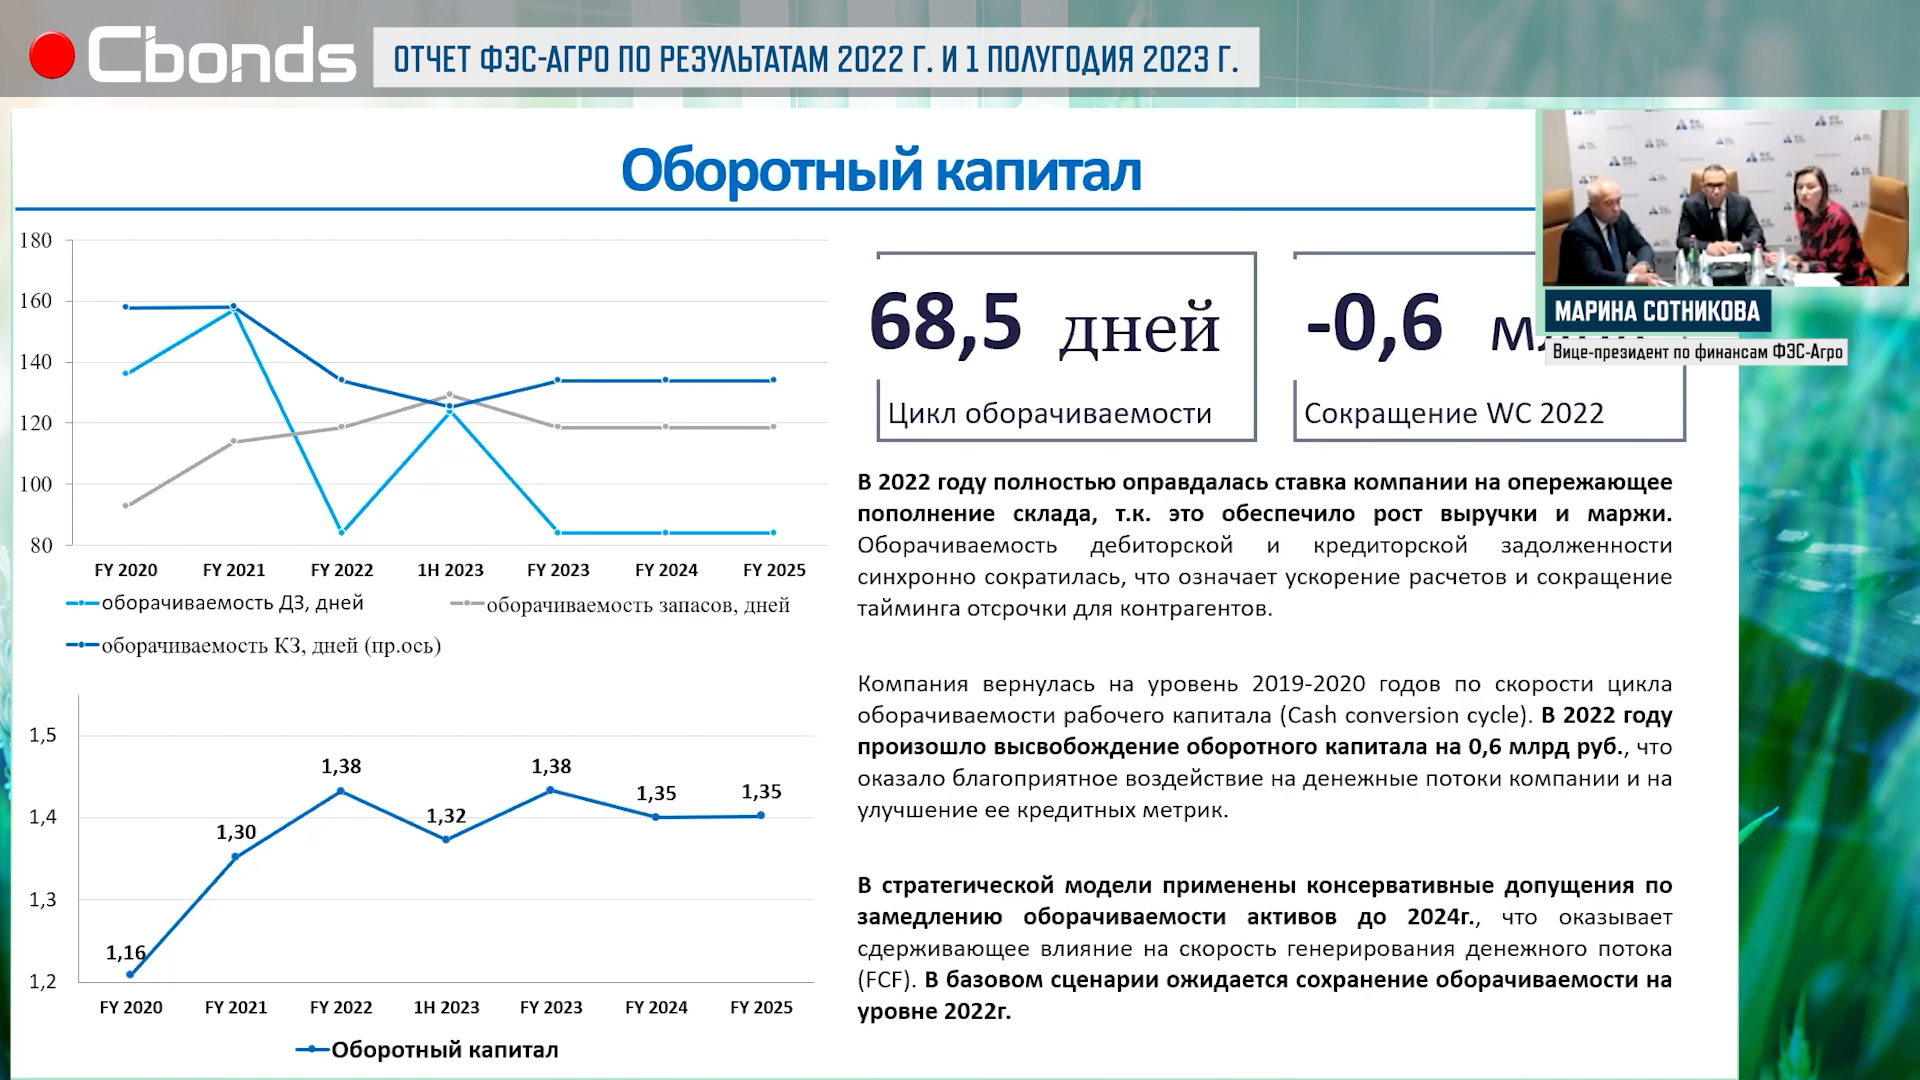 Cbonds
ОТЧЕТ ФЭС-АГРО ПО РЕЗУЛЬТАТАМ 2022 Г. И 1 ПОЛУГОДИЯ 2023 Г.
Оборотный капитал
180
160
140
120
100
80
FY 2020 FY 2021 FY 2022 1H 2023 FY 2023 FY 2024 FY 2025
оборачиваемость ДЗ, дней оборачиваемость запасов, дней
оборачиваемость КЗ, дней (пр.ось)
1,5
1,4
1,3
1,2
1,16 1,30 1,38 1,32 1,38 1,35 1,35
FY 2020 FY 2021 FY 2022 1H 2023 FY 2023 FY 2024 FY 2025
Оборотный капитал
68,5 дней
Цикл оборачиваемости
-0,6
Сокращение WC 2022
МАРИНА СОТНИКОВА
Вице-президент по финансам ФЭС-Агро
В 2022 году полностью оправдалась ставка компании на опережающее
пополнение склада, т.к. это обеспечило рост выручки и маржи.
Оборачиваемость дебиторской и кредиторской задолженности
синхронно сократилась, что означает ускорение расчетов и сокращение
тайминга отсрочки для контрагентов.
Компания вернулась на уровень 2019-2020 годов по скорости цикла
оборачиваемости рабочего капитала (Cash conversion cycle). В 2022 году
произошло высвобождение оборотного капитала на 0,6 млрд руб., что
оказало благоприятное воздействие на денежные потоки компании и на
улучшение ее кредитных метрик.
В стратегической модели применены консервативные допущения по
замедлению оборачиваемости активов до 2024г., что оказывает
сдерживающее влияние на скорость генерирования денежного потока
(FCF). В базовом сценарии ожидается сохранение оборачиваемости на
уровне 2022г.